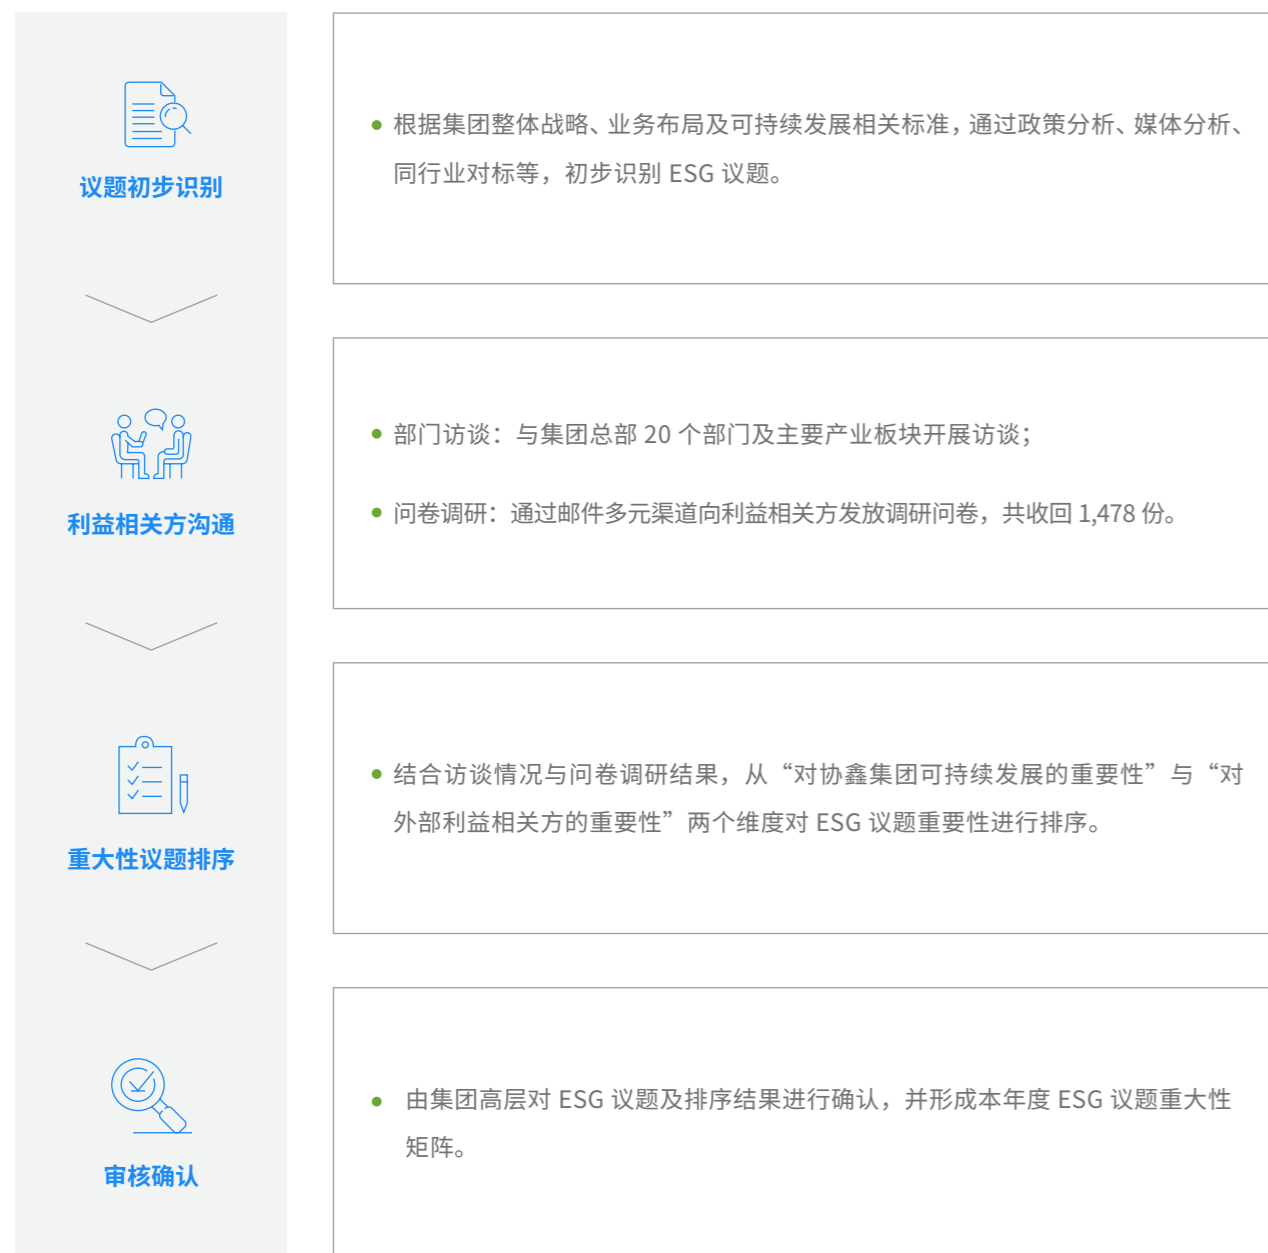 议题初步识别
根据集团整体战略、业务布局及可持续发展相关标准，通过政策分析、媒体分析、
同行业对标等，初步识别 ESG 议题。
利益相关方沟通
部门访谈：与集团总部 20 个部门及主要产业板块开展访谈；
问卷调研：通过邮件多元渠道向利益相关方发放调研问卷，共收回 1,478 份。
重大性议题排序
结合访谈情况与问卷调研结果，从“对协鑫集团可持续发展的重要性”与“对
外部利益相关方的重要性”两个维度对 ESG 议题重要性进行排序。
审核确认
由集团高层对 ESG 议题及排序结果进行确认，并形成本年度 ESG 议题重大性
矩阵。